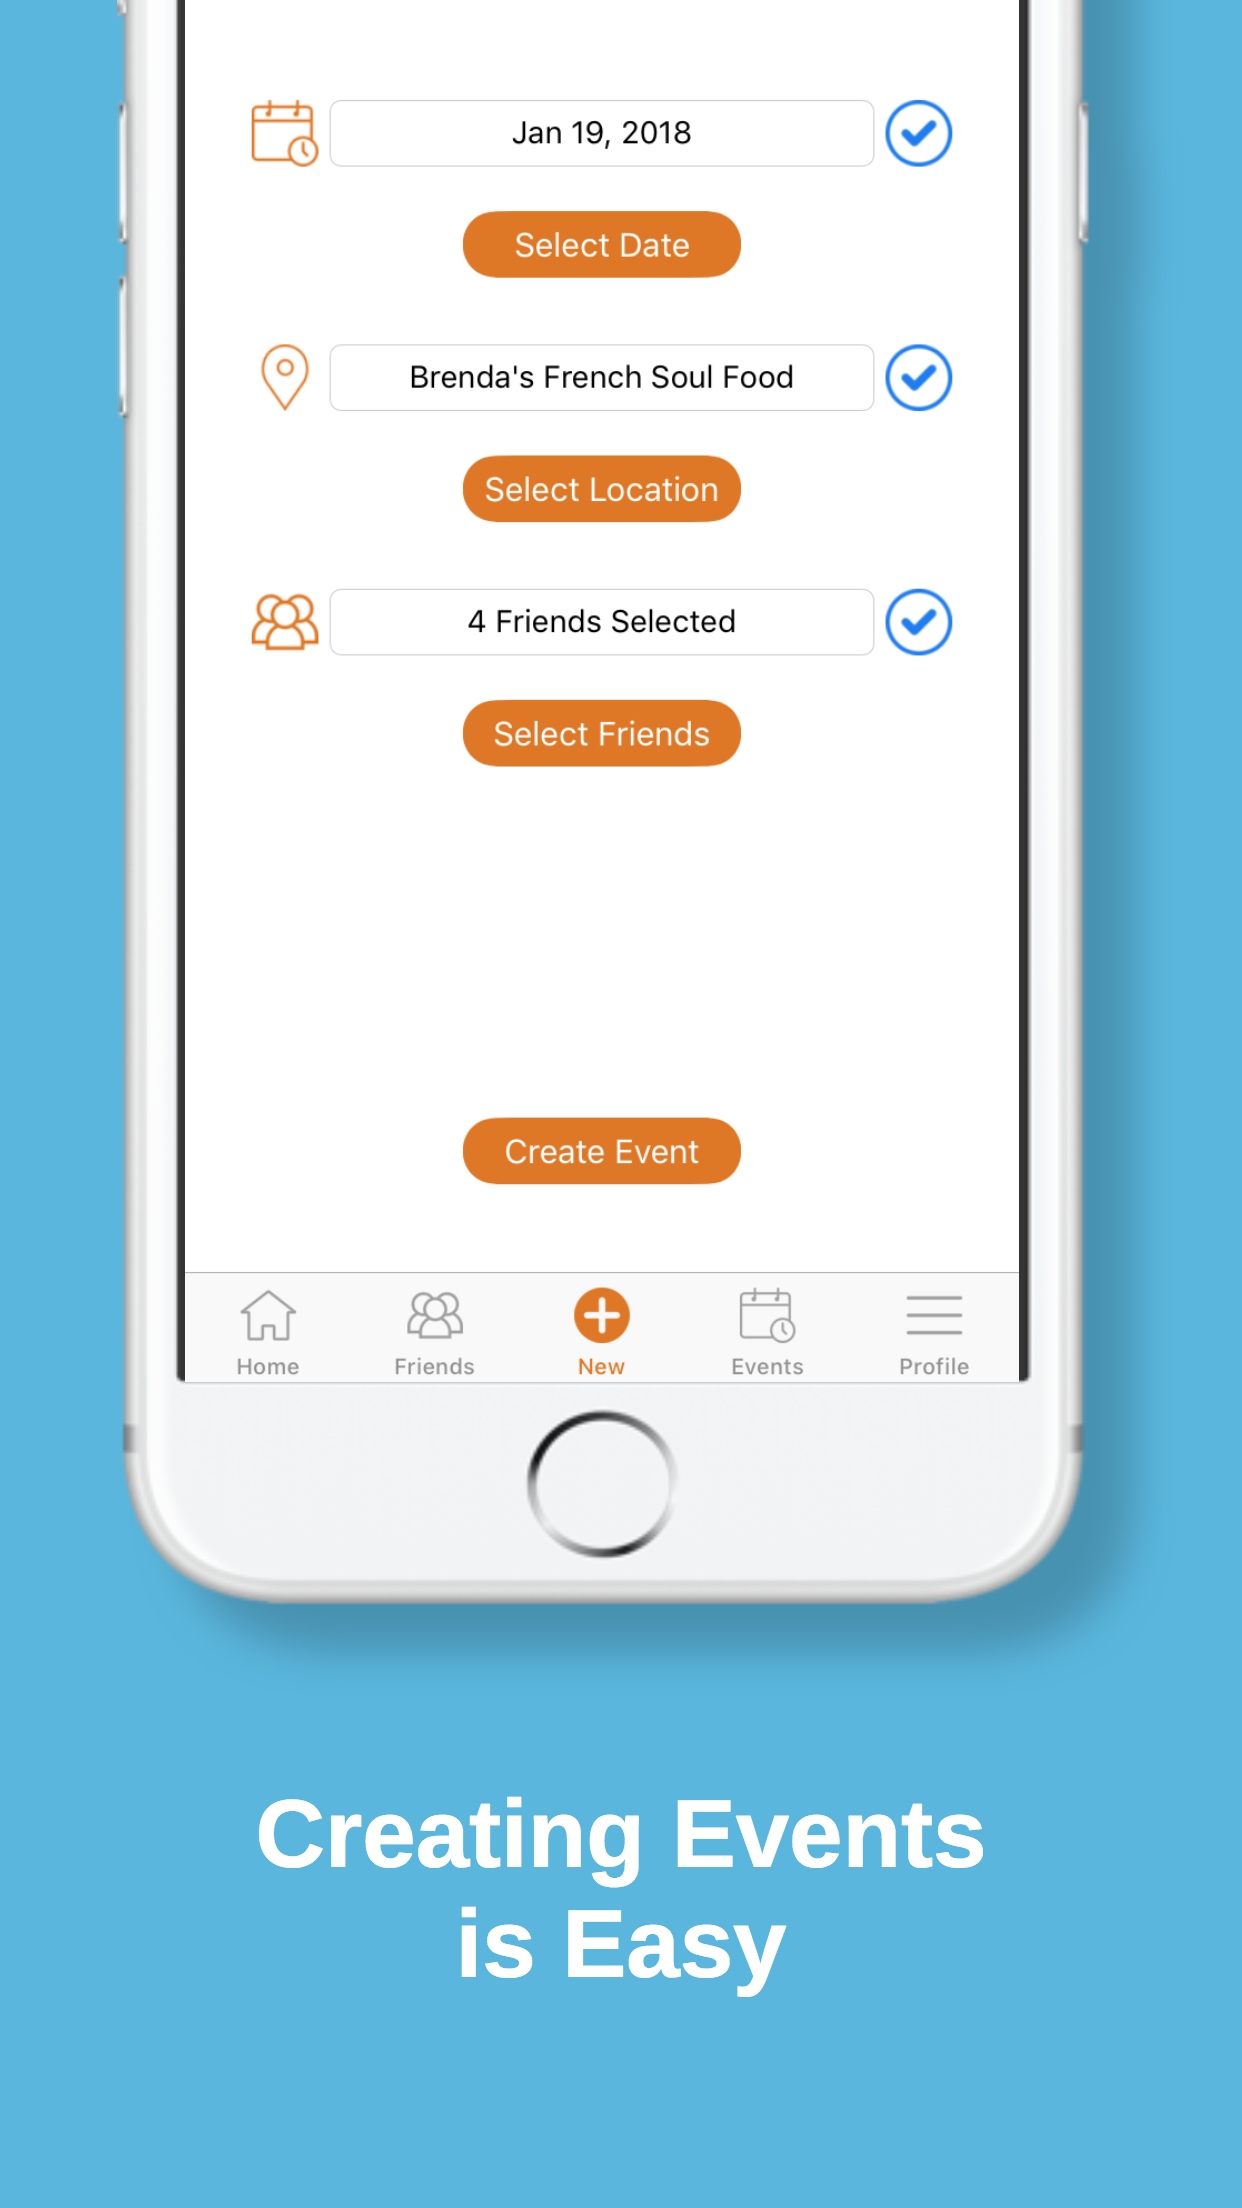 Jan 19, 2018
Select Date
Brenda's French Soul Food
Select Location
4 Friends Selected
Select Friends
Create Event
Home
Friends
New
Events
Profile
Creating Events
is Easy